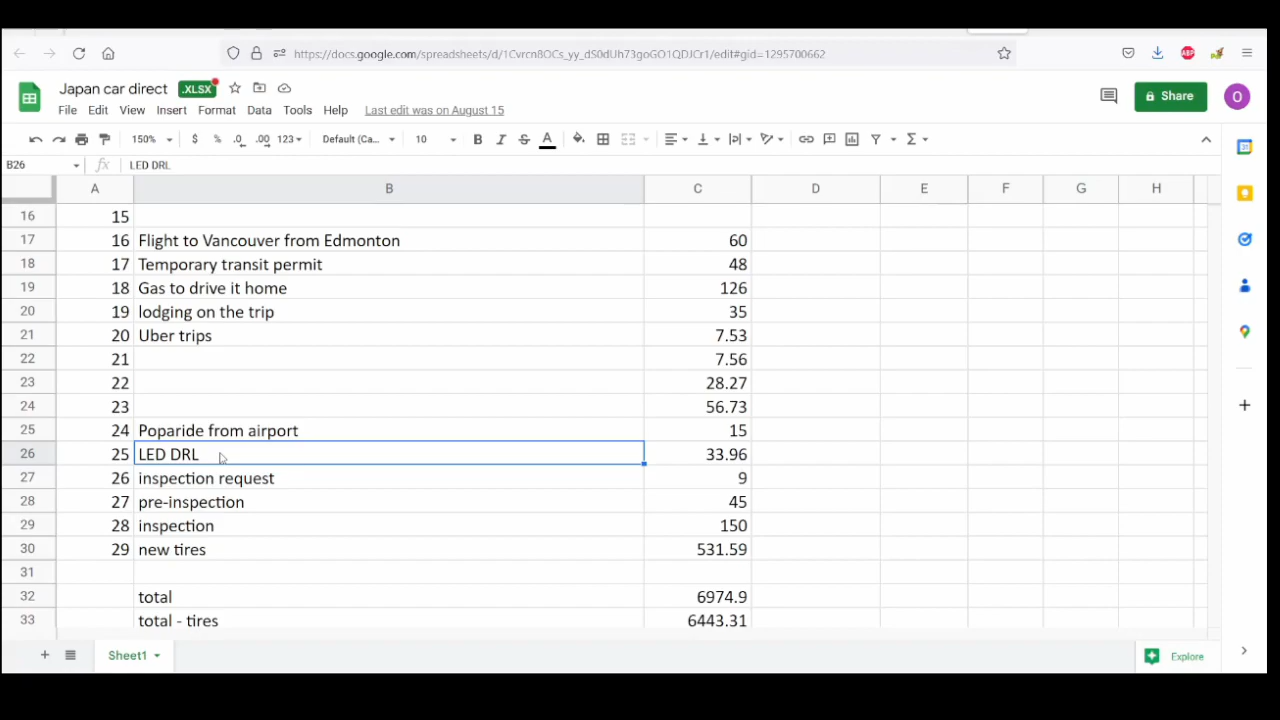 https://docs.google.com/spreadsheets/d/1Cvrcn8OCs_yy_dS0dUh73goGO1QDJCr1/edit#gid=1295700662
ABP
Japan car direct .XLSX
File Edit View Insert Format Data Tools Help Last edit was on August 15
Share
O
150% $ % .0 .00 123 Default (Ca... 10 B I S A
B26 fx LED DRL
A B C D E F G H
16 15
17 16 Flight to Vancouver from Edmonton 60
18 17 Temporary transit permit 48
19 18 Gas to drive it home 126
20 19 lodging on the trip 35
21 20 Uber trips 7.53
22 21 7.56
23 22 28.27
24 23 56.73
25 24 Poparide from airport 15
26 25 LED DRL 33.96
27 26 inspection request 9
28 27 pre-inspection 45
29 28 inspection 150
30 29 new tires 531.59
31
32 total 6974.9
33 total - tires 6443.31
Sheet1
Explore